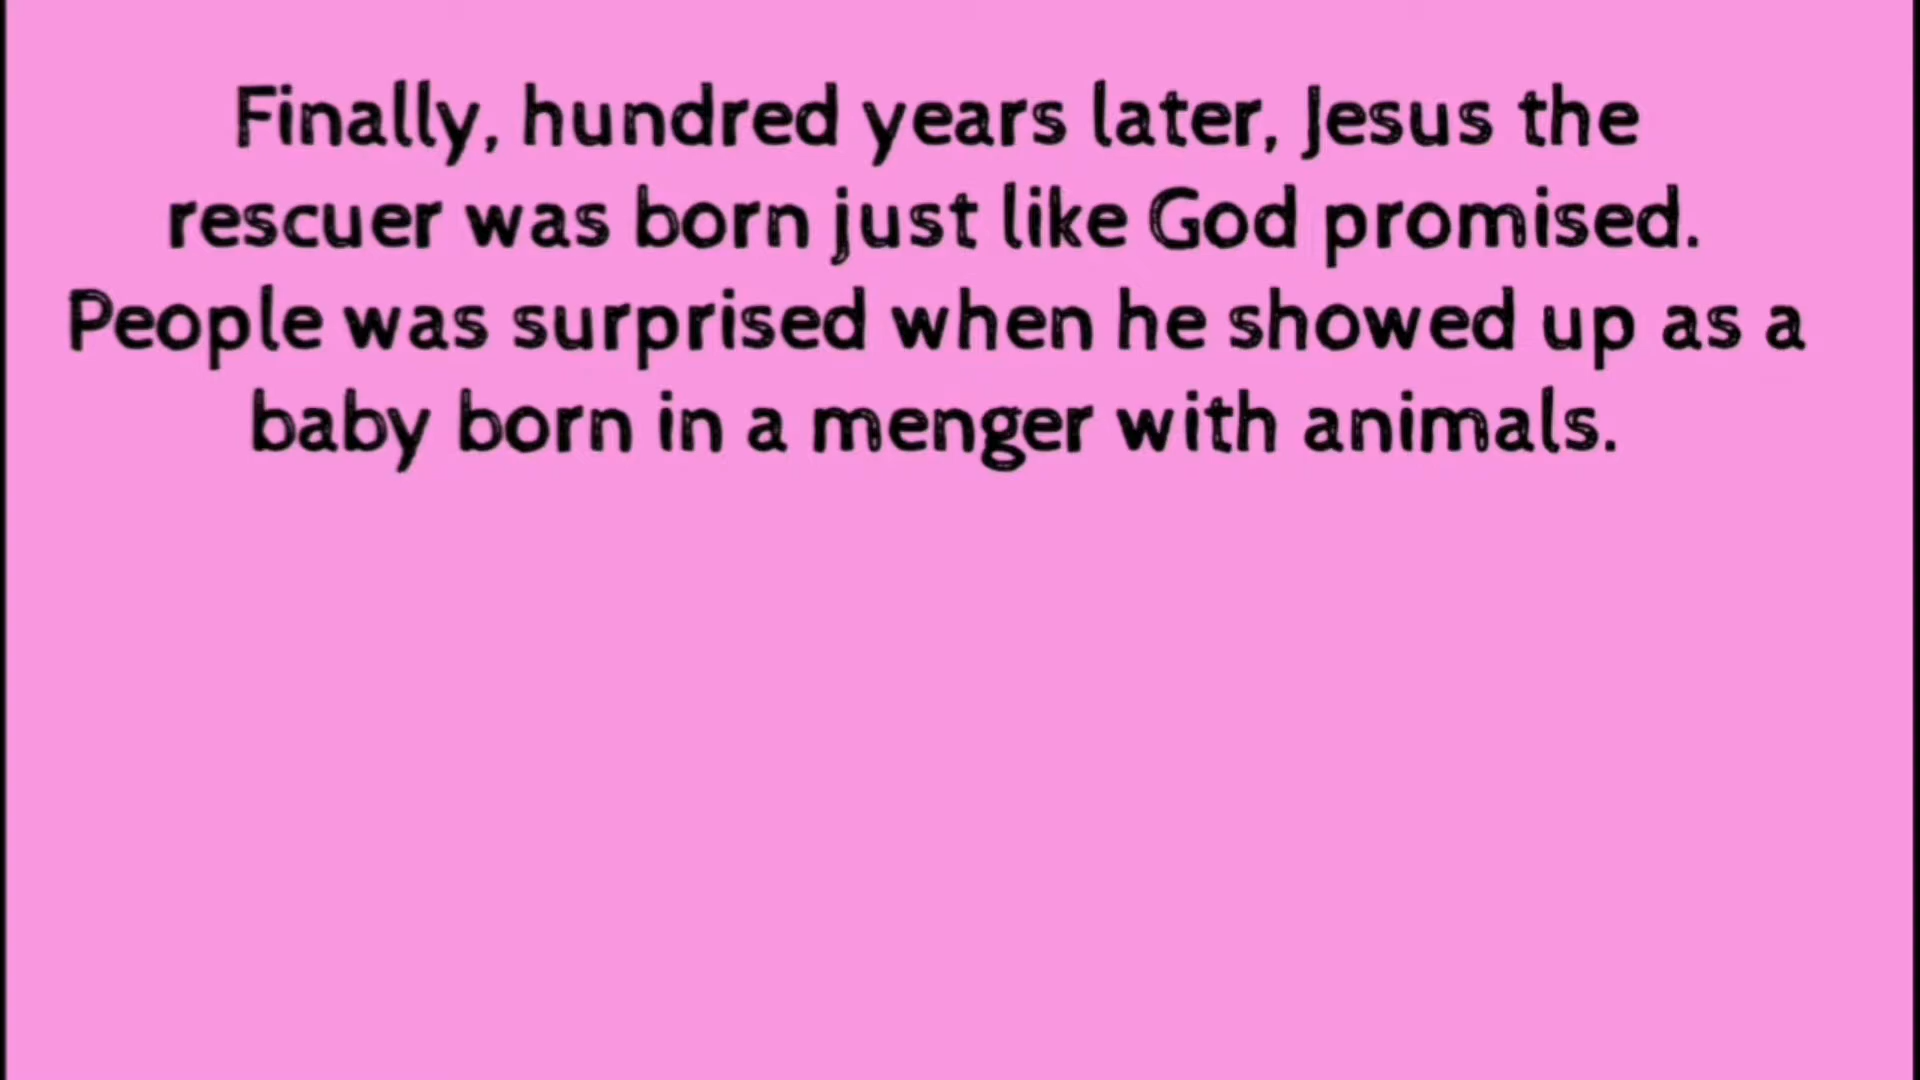 Finally, hundred years later, Jesus the
rescuer was born just like God promised.
People was surprised when he showed up as a
baby born in a menger with animals.